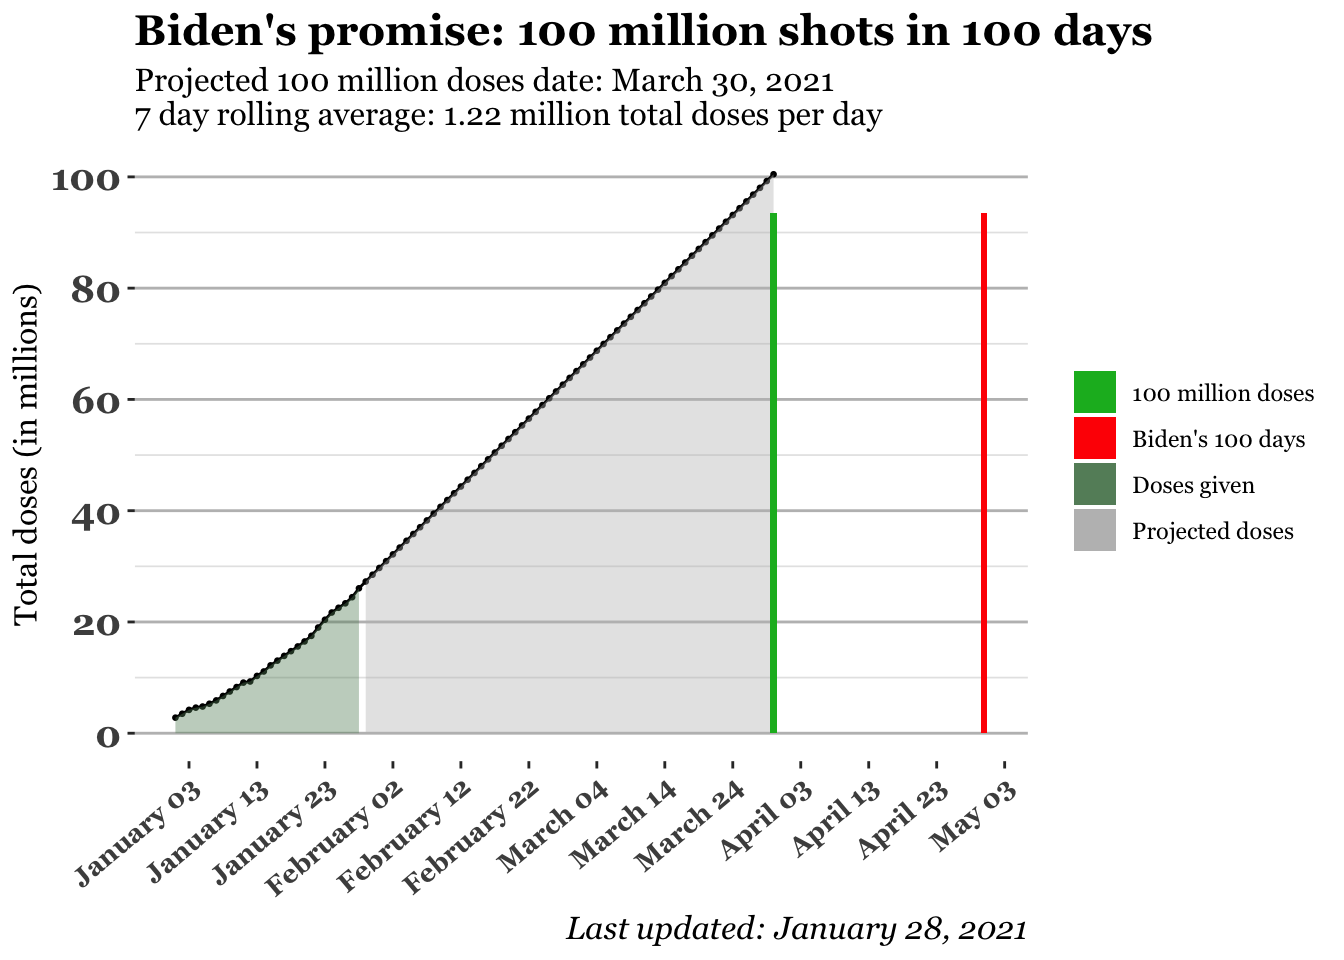 Biden's promise: 100 million shots in 100 days
Projected 100 million doses date: March 30, 2021
7 day rolling average: 1.22 million total doses per day
Total doses (in millions)
100
80
60
40
20
0
January 03
January 13
January 23
February 02
February 12
February 22
March 04
March 14
March 24
April 03
April 13
April 23
May 03
100 million doses
Biden's 100 days
Doses given
Projected doses
Last updated: January 28, 2021